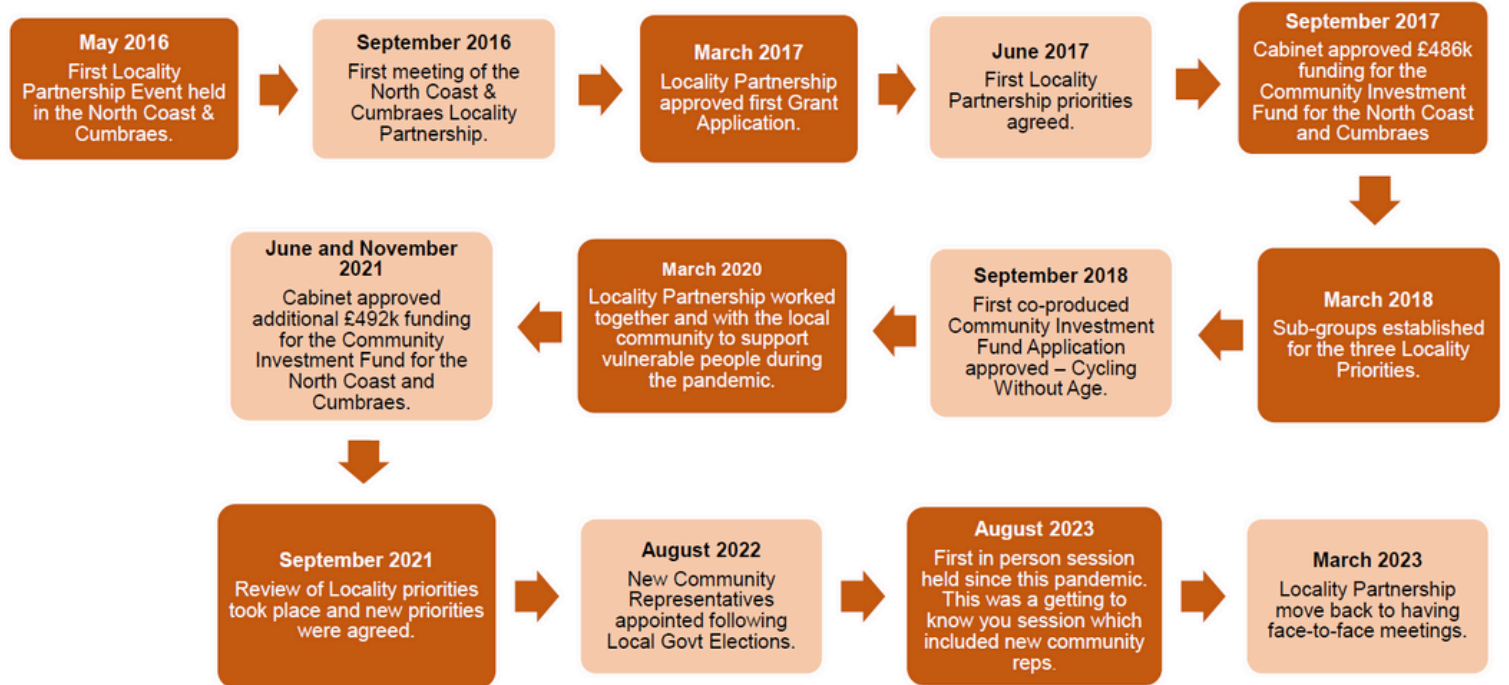 May 2016
First Locality
Partnership Event held
in the North Coast &
Cumbraes.
September 2016
First meeting of the
North Coast &
Cumbraes Locality
Partnership.
March 2017
Locality Partnership
approved first Grant
Application.
June 2017
First Locality
Partnership priorities
agreed.
September 2017
Cabinet approved £486k
funding for the
Community Investment
Fund for the North Coast
and Cumbraes
March 2018
Sub-groups established
for the three Locality
Priorities.
September 2018
First co-produced
Community Investment
Fund Application
approved – Cycling
Without Age.
March 2020
Locality Partnership worked
together and with the local
community to support
vulnerable people during
the pandemic.
June and November
2021
Cabinet approved
additional £492k funding
for the Community
Investment Fund for the
North Coast and
Cumbraes.
September 2021
Review of Locality priorities
took place and new priorities
were agreed.
August 2022
New Community
Representatives
appointed following
Local Govt Elections.
August 2023
First in person session
held since this pandemic.
This was a getting to
know you session which
included new community
reps.
March 2023
Locality Partnership
move back to having
face-to-face meetings.